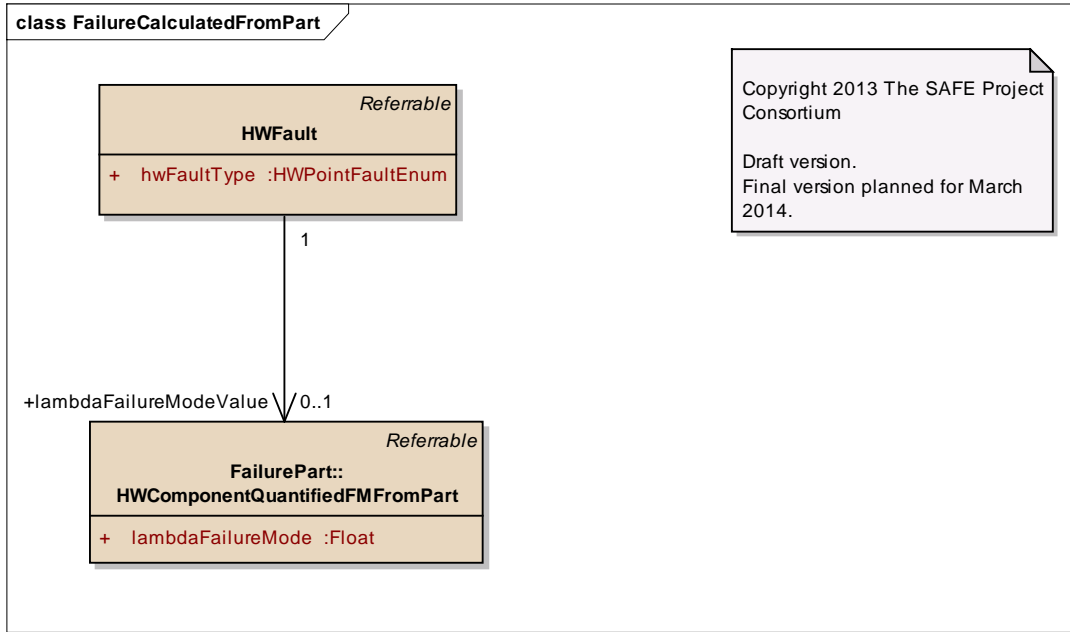 class FailureCalculatedFromPart
Referrable
HWFault
+ hwFaultType :HWPointFaultEnum
Copyright 2013 The SAFE Project
Consortium
Draft version.
Final version planned for March
2014.
1
+lambdaFailureModeValue 0..1
Referrable
FailurePart::
HWComponentQuantifiedFMFromPart
+ lambdaFailureMode :Float